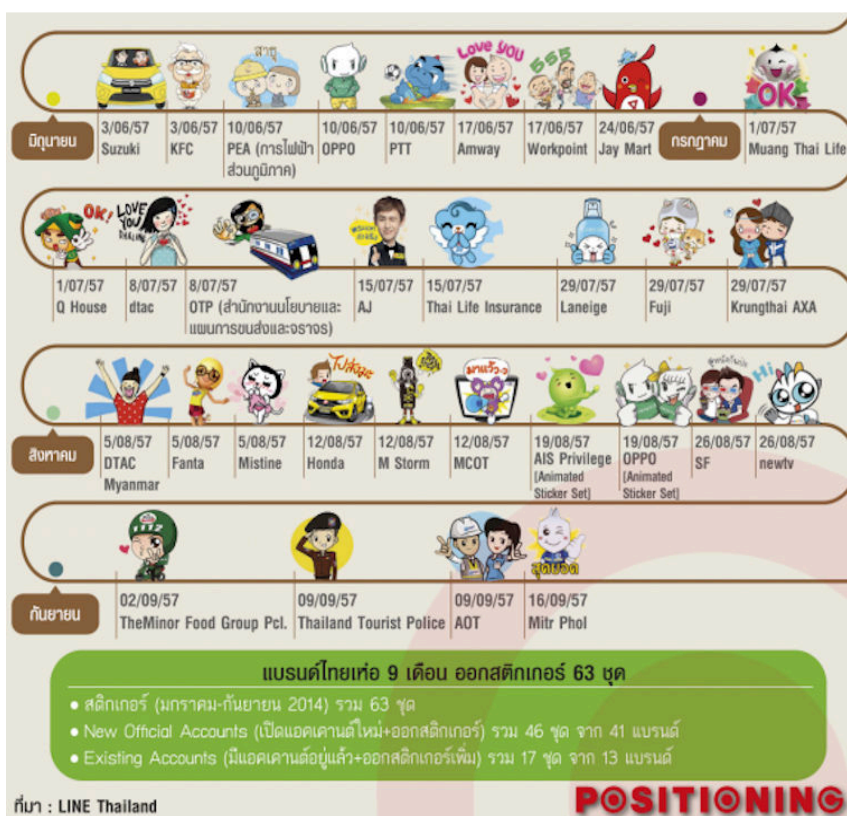 Love you
555
สาธุ
OK
มิถุนายน
3/06/57 3/06/57 10/06/57 10/06/57 10/06/57 17/06/57 17/06/57 24/06/57 กรกฎาคม 1/07/57
Suzuki KFC PEA (การไฟฟ้า OPPO PTT Amway Workpoint Jay Mart Muang Thai Life
ส่วนภูมิภาค)
OK! LOVE YOU DARLING
1/07/57 8/07/57 8/07/57 15/07/57 15/07/57 29/07/57 29/07/57 29/07/57
Q House dtac OTP (สำนักงานนโยบายและ AJ Thai Life Insurance Laneige Fuji Krungthai AXA
แผนการขนส่งและจราจร)
ไปส่งมะ
มาแว้ว
Hi
สิงหาคม
5/08/57 5/08/57 5/08/57 12/08/57 12/08/57 12/08/57 19/08/57 19/08/57 26/08/57 26/08/57
DTAC Fanta Mistine Honda M Storm MCOT AIS Privilege OPPO SF newtv
Myanmar [Animated [Animated
Sticker Set] Sticker Set]
1112
สุดยอด
กันยายน
02/09/57 09/09/57 09/09/57 16/09/57
TheMinor Food Group Pcl. Thailand Tourist Police AOT Mitr Phol
แบรนด์ไทยเห่อ 9 เดือน ออกสติกเกอร์ 63 ชุด
• สติกเกอร์ (มกราคม-กันยายน 2014) รวม 63 ชุด
• New Official Accounts (เปิดแอคเคานต์ใหม่+ออกสติกเกอร์) รวม 46 ชุด จาก 41 แบรนด์
• Existing Accounts (มีแอคเคานต์อยู่แล้ว+ออกสติกเกอร์เพิ่ม) รวม 17 ชุด จาก 13 แบรนด์
ที่มา : LINE Thailand
POSITIONING